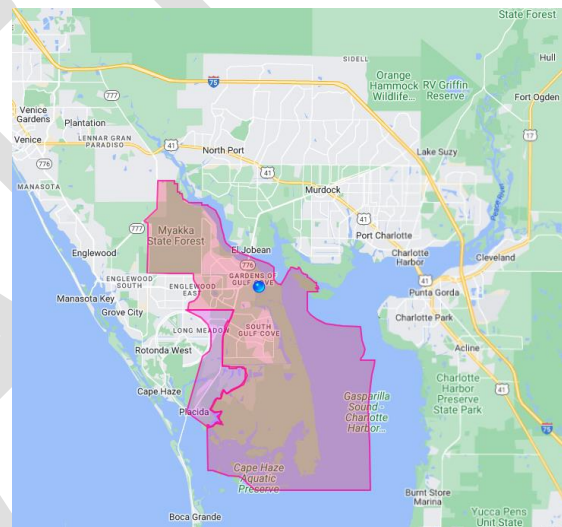 State Forest
SIDELL
Hull
75
Orange
Hammock
Wildlife...
RV Griffin
Reserve
777
Fort Ogden
Venice
Gardens
Plantation
17
LENNAR GRAN
PARADISO
41
Venice
North Port
Lake Suzy
776
41
MANASOTA
Murdock
Peace River
41
Myakka
State Forest
777
Port Charlotte
El Jobean
Englewood
776
Charlotte
Harbor
Cleveland
GARDENS OF
GULF COVE
ENGLEWOOD
SOUTH
ENGLEWOOD
EAST
41
Manasota Key
Punta Gorda
Grove City
Charlotte Park
LONG MEADOW
SOUTH
GULF COVE
Rotonda West
Acline
Charlotte
Harbor
Preserve
State Park
41
Cape Haze
Gasparilla
Sound -
Charlotte
Harbor...
Placida
75
Cape Haze
Aquatic
Preserve
Burnt Store
Marina
Boca Grande
Yucca Pens
Unit State